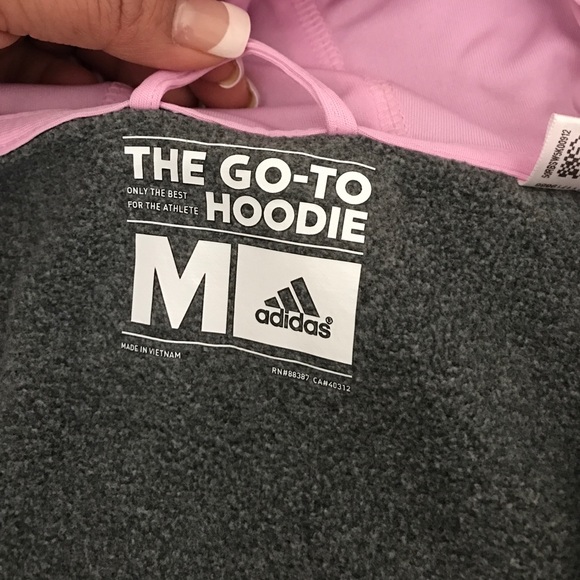 THE GO-TO
ONLY THE BEST
FOR THE ATHLETE
HOODIE
M
adidas®
MADE IN VIETNAM
RN#88387 CA#40312